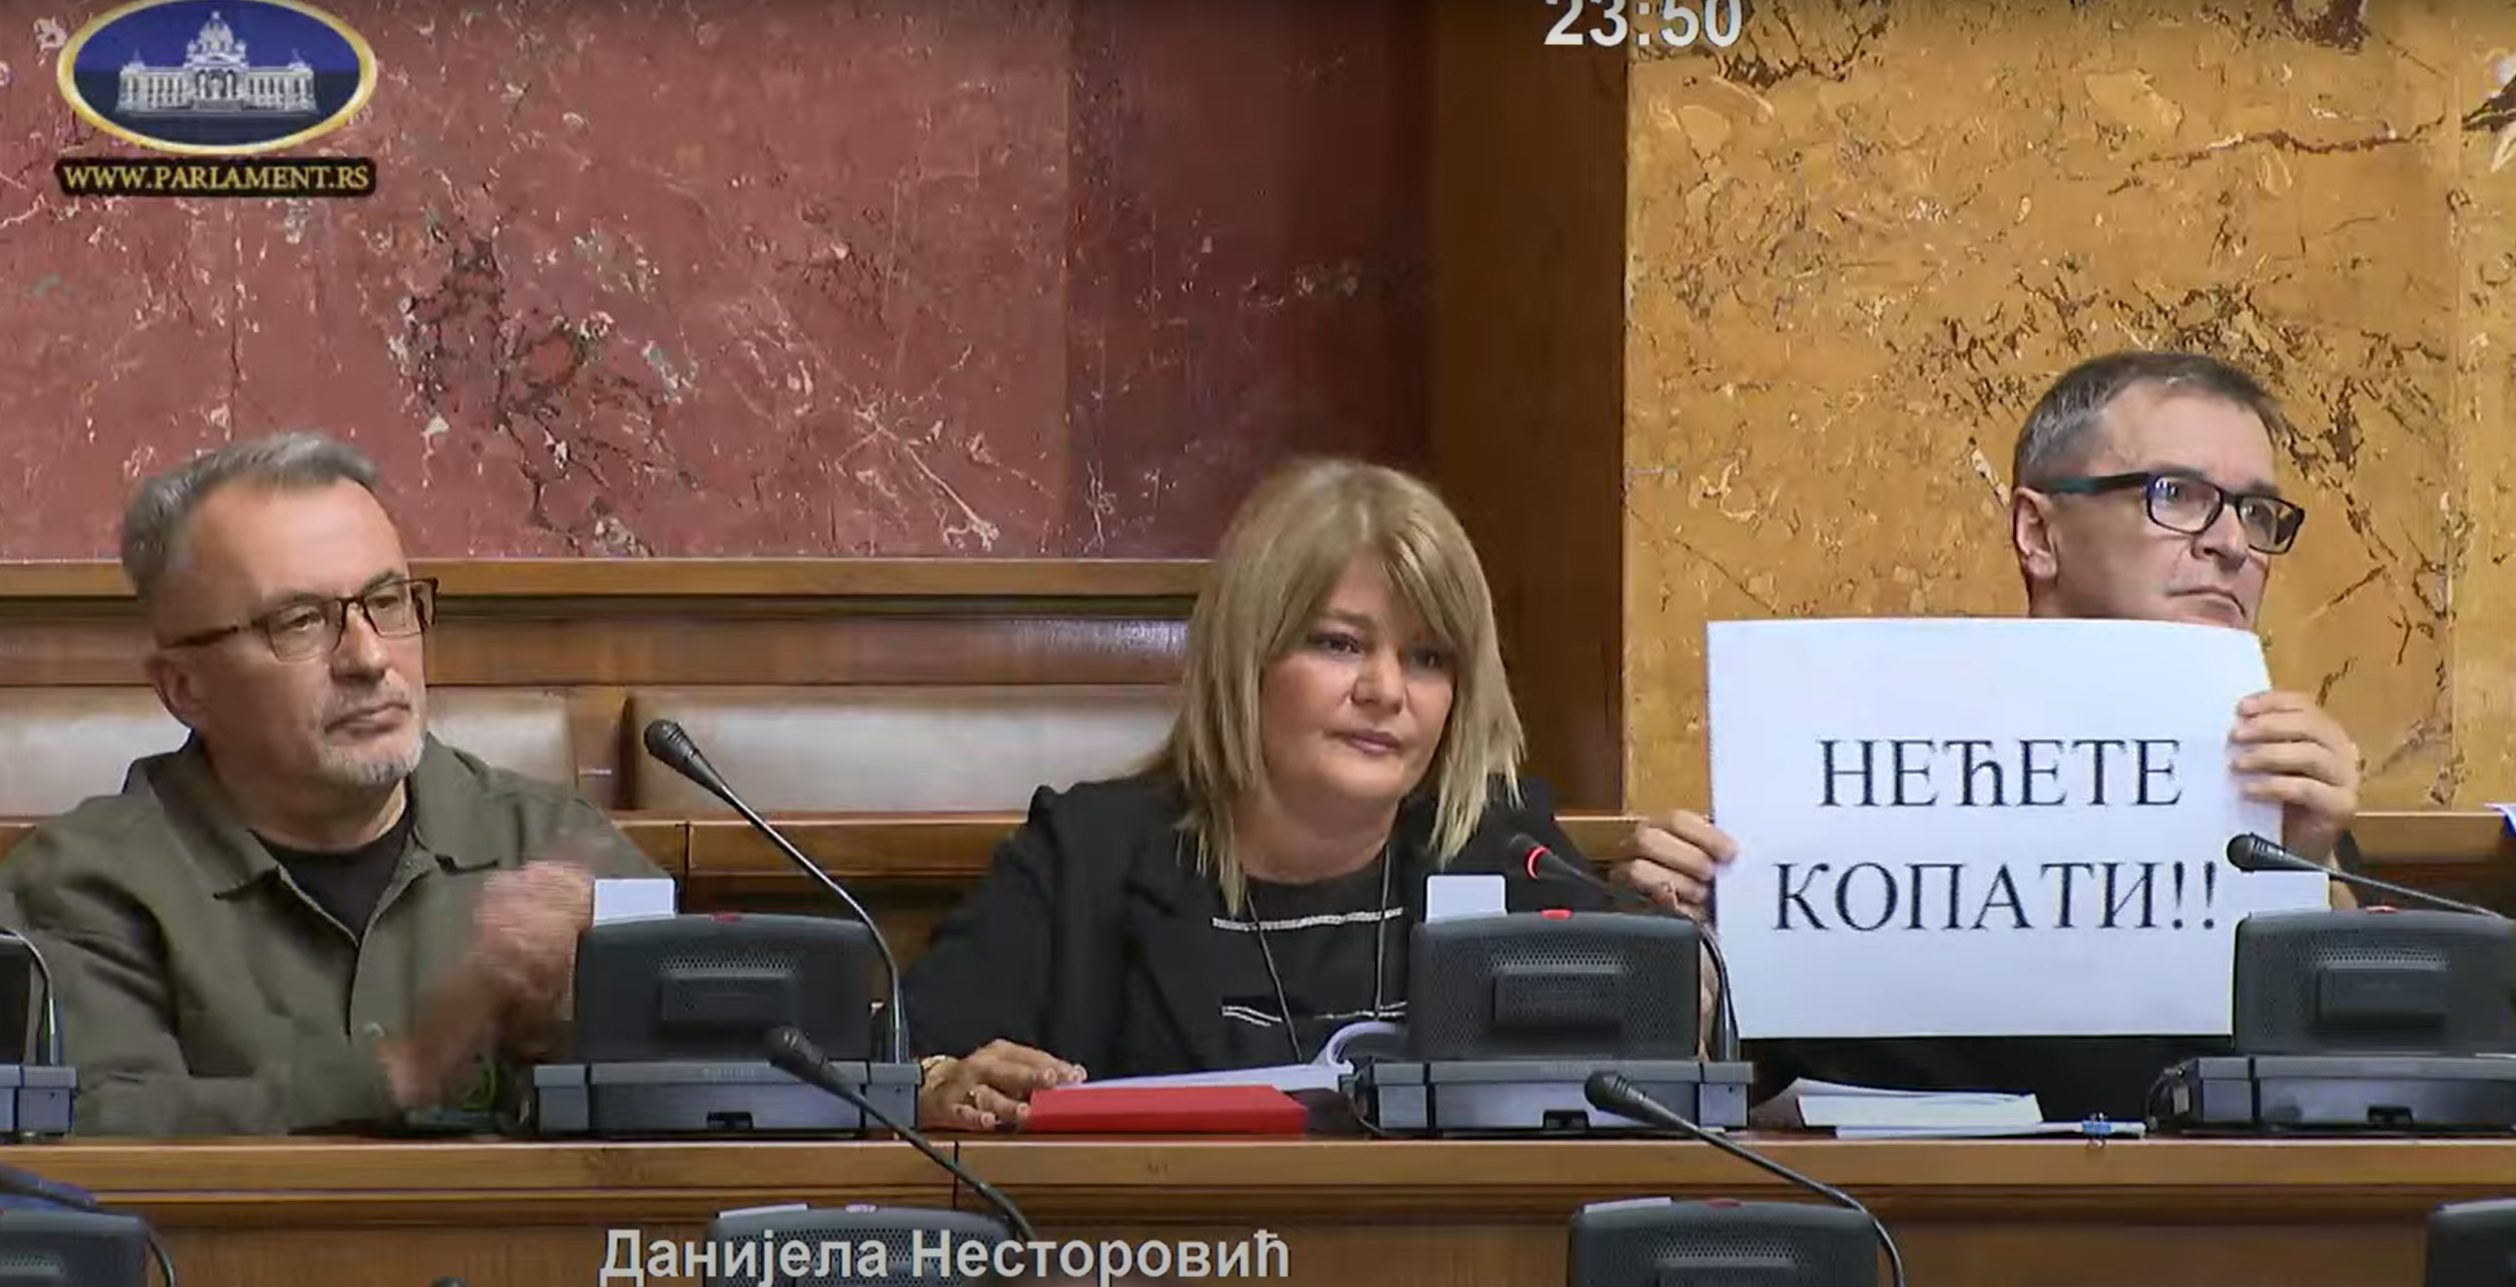 23:50
WWW.PARLAMENT.RS
НЕЋЕТЕ
КОПАТИ!!
Данијела Несторовић